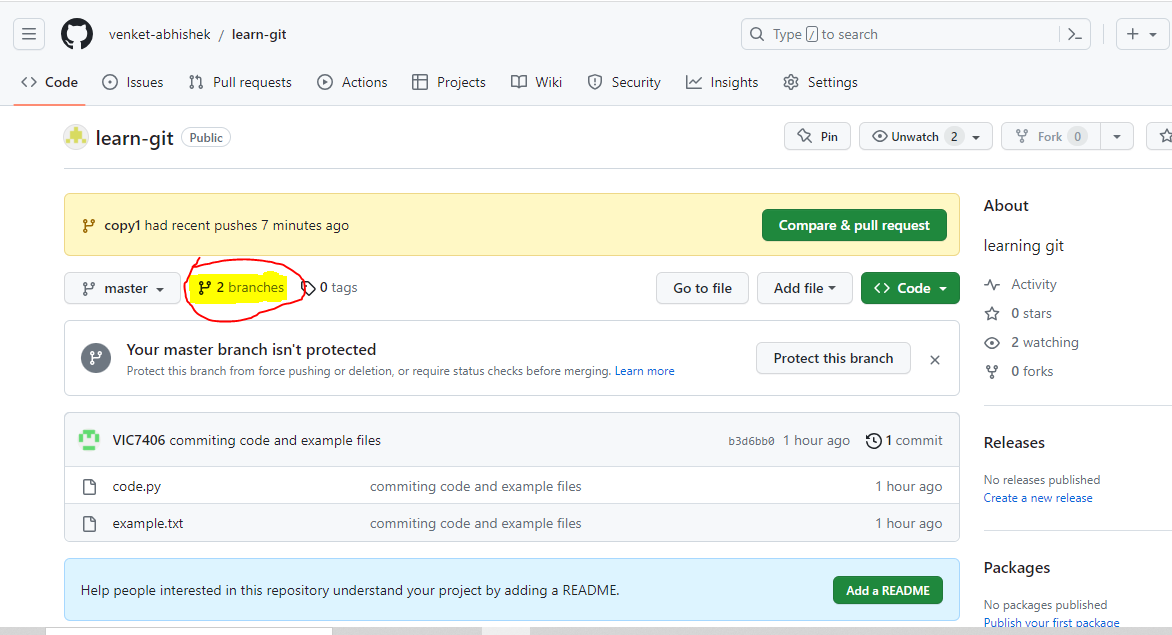 venket-abhishek / learn-git
Type / to search
Code Issues Pull requests Actions Projects Wiki Security Insights Settings
learn-git Public
Pin Unwatch 2 Fork 0
copy1 had recent pushes 7 minutes ago
Compare & pull request
master 2 branches 0 tags
Go to file Add file Code
Your master branch isn't protected
Protect this branch from force pushing or deletion, or require status checks before merging. Learn more
Protect this branch
VIC7406 commiting code and example files b3d6bb0 1 hour ago 1 commit
code.py commiting code and example files 1 hour ago
example.txt commiting code and example files 1 hour ago
Help people interested in this repository understand your project by adding a README.
Add a README
About
learning git
Activity
0 stars
2 watching
0 forks
Releases
No releases published
Create a new release
Packages
No packages published
Publish your first package